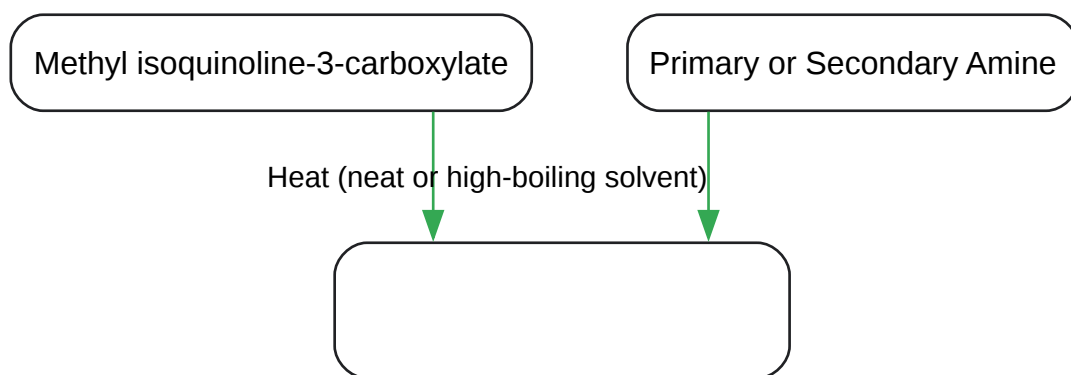 Methyl isoquinoline-3-carboxylate
Primary or Secondary Amine
Heat (neat or high-boiling solvent)